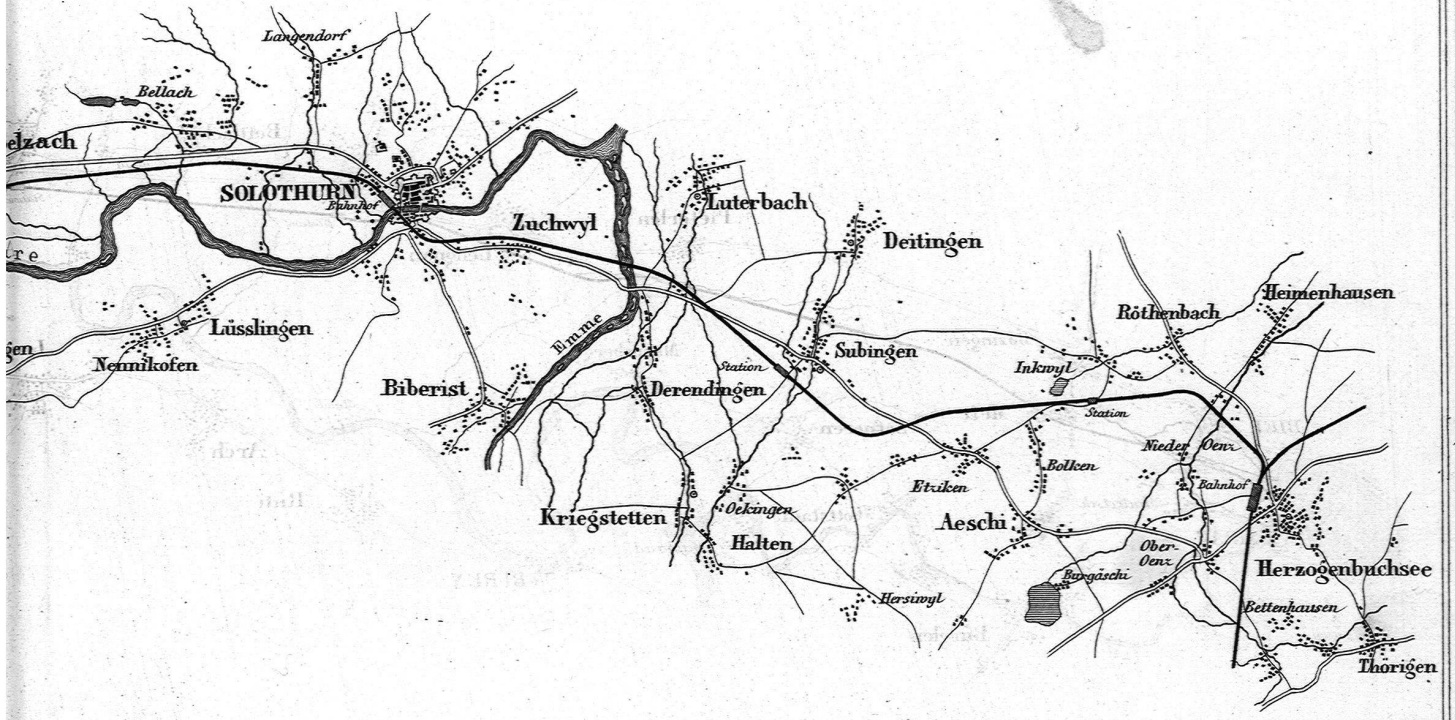 Langendorf
Bellach
elzach
SOLOTHURN
Bahnhof
Zuchwyl
Luterbach
Deitingen
re
Lüsslingen
gen
Nennikofen
Emme
Biberist
Derendingen
Station
Subingen
Inkwyl
Röthenbach
Heimenhausen
Station
Nieder Oenz
Bahnhof
Bolken
Etziken
Aeschi
Kriegstetten
Oekingen
Halten
Ober-
Oenz
Burgäschi
Hersiwyl
Herzogenbuchsee
Bettenhausen
Thörigen